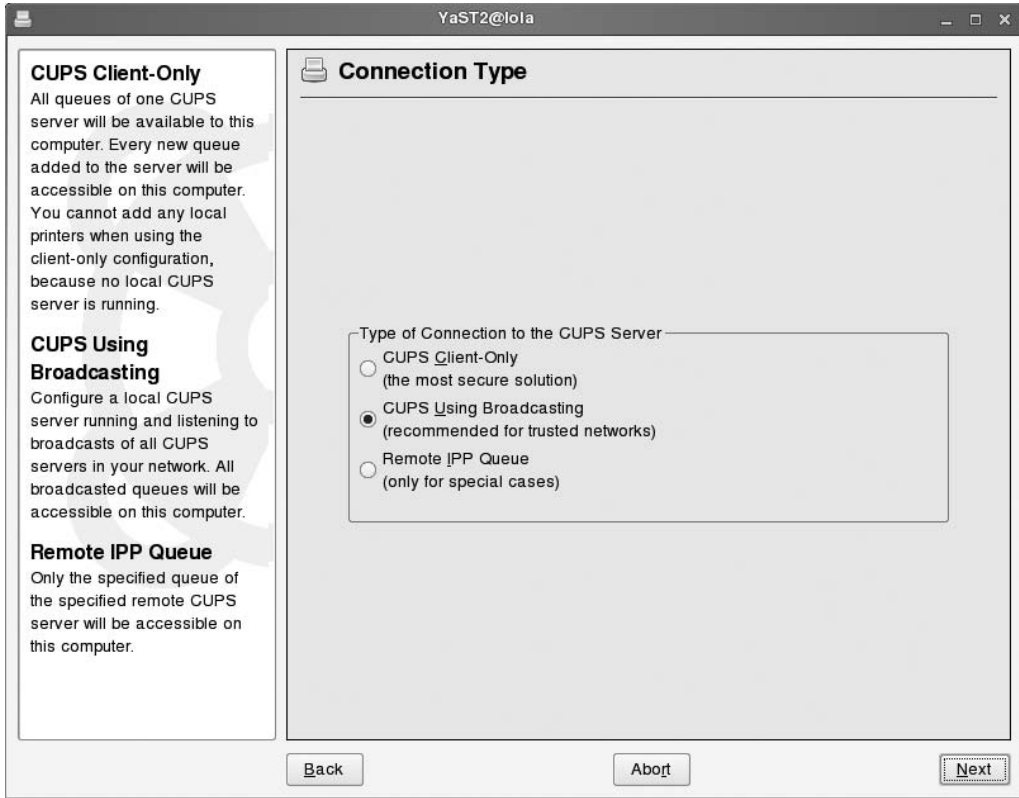 YaST2@lola
CUPS Client-Only
All queues of one CUPS
server will be available to this
computer. Every new queue
added to the server will be
accessible on this computer.
You cannot add any local
printers when using the
client-only configuration,
because no local CUPS
server is running.
CUPS Using
Broadcasting
Configure a local CUPS
server running and listening to
broadcasts of all CUPS
servers in your network. All
broadcasted queues will be
accessible on this computer.
Remote IPP Queue
Only the specified queue of
the specified remote CUPS
server will be accessible on
this computer.
Connection Type
Type of Connection to the CUPS Server
CUPS Client-Only
(the most secure solution)
CUPS Using Broadcasting
(recommended for trusted networks)
Remote IPP Queue
(only for special cases)
Back
Abort
Next